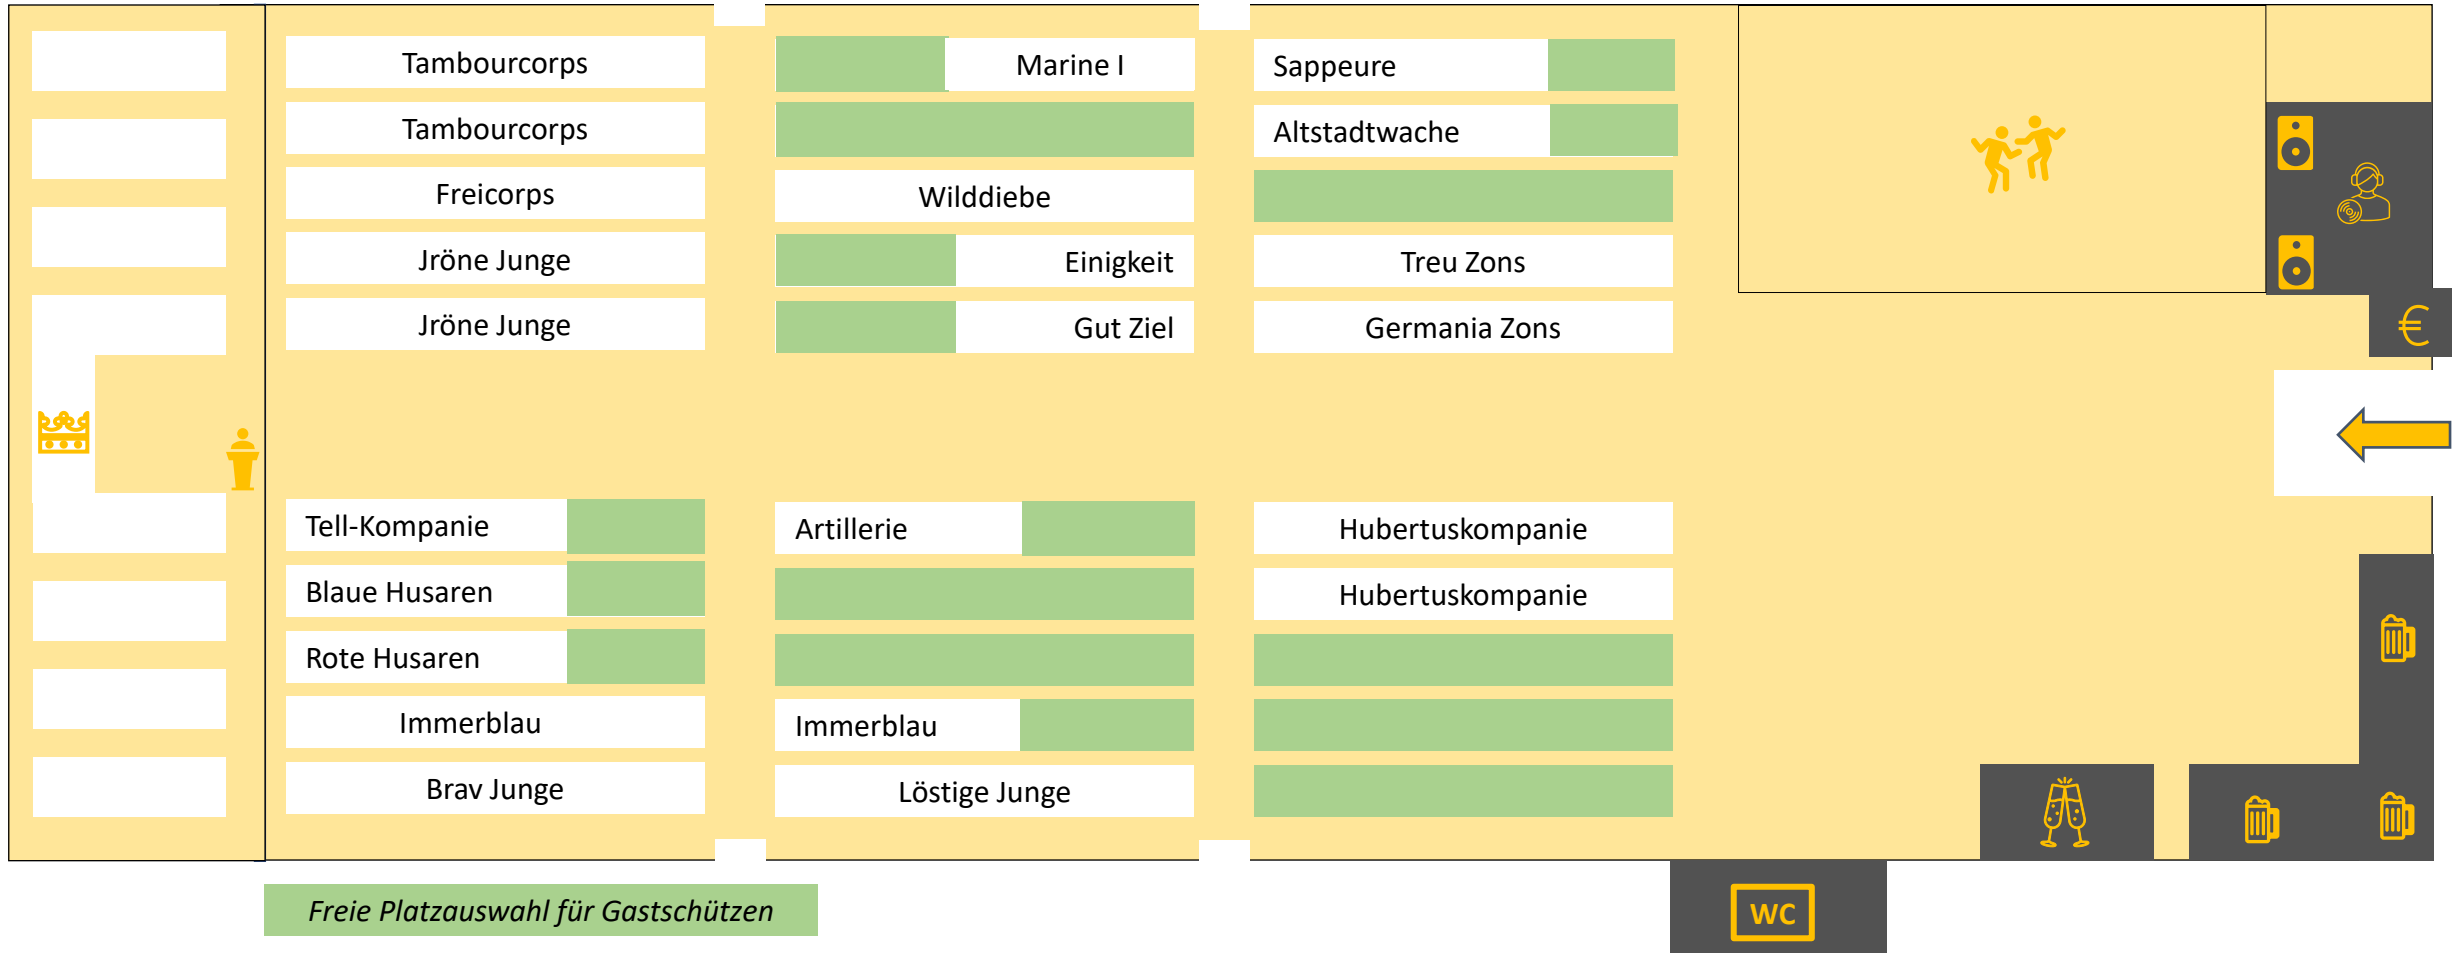 Tambourcorps
Marine I
Sappeure
Tambourcorps
Altstadtwache
Freicorps
Wilddiebe
Jröne Junge
Einigkeit
Treu Zons
Jröne Junge
Gut Ziel
Germania Zons
€
Tell-Kompanie
Artillerie
Hubertuskompanie
Blaue Husaren
Hubertuskompanie
Rote Husaren
Immerblau
Immerblau
Brav Junge
Löstige Junge
Freie Platzauswahl für Gastschützen
WC